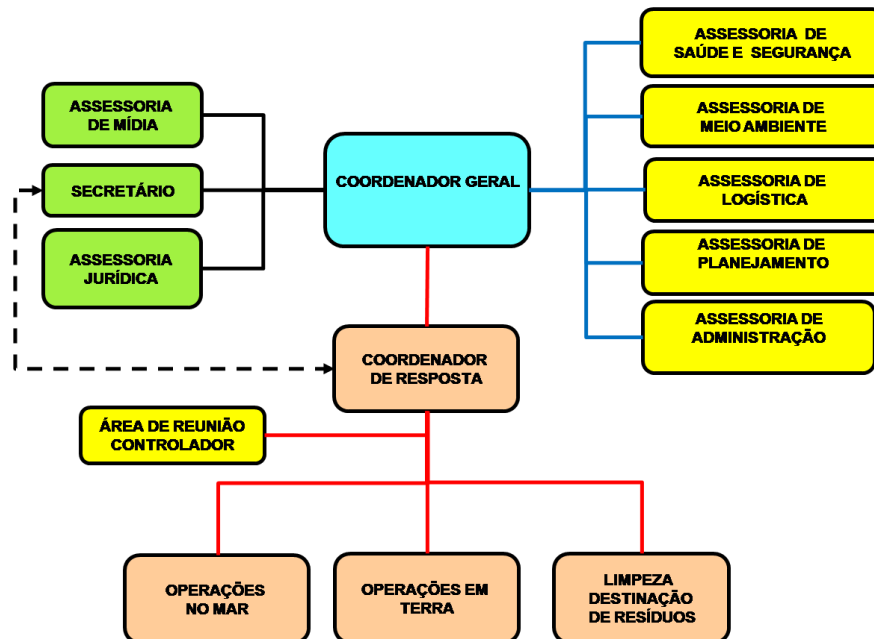 ASSESSORIA DE
SAÚDE E SEGURANÇA
ASSESSORIA
DE MÍDIA
ASSESSORIA DE
MEIO AMBIENTE
COORDENADOR GERAL
SECRETÁRIO
ASSESSORIA DE
LOGÍSTICA
ASSESSORIA
JURÍDICA
ASSESSORIA DE
PLANEJAMENTO
ASSESSORIA DE
ADMINISTRAÇÃO
COORDENADOR
DE RESPOSTA
ÁREA DE REUNIÃO
CONTROLADOR
OPERAÇÕES
NO MAR
OPERAÇÕES EM
TERRA
LIMPEZA
DESTINAÇÃO
DE RESÍDUOS